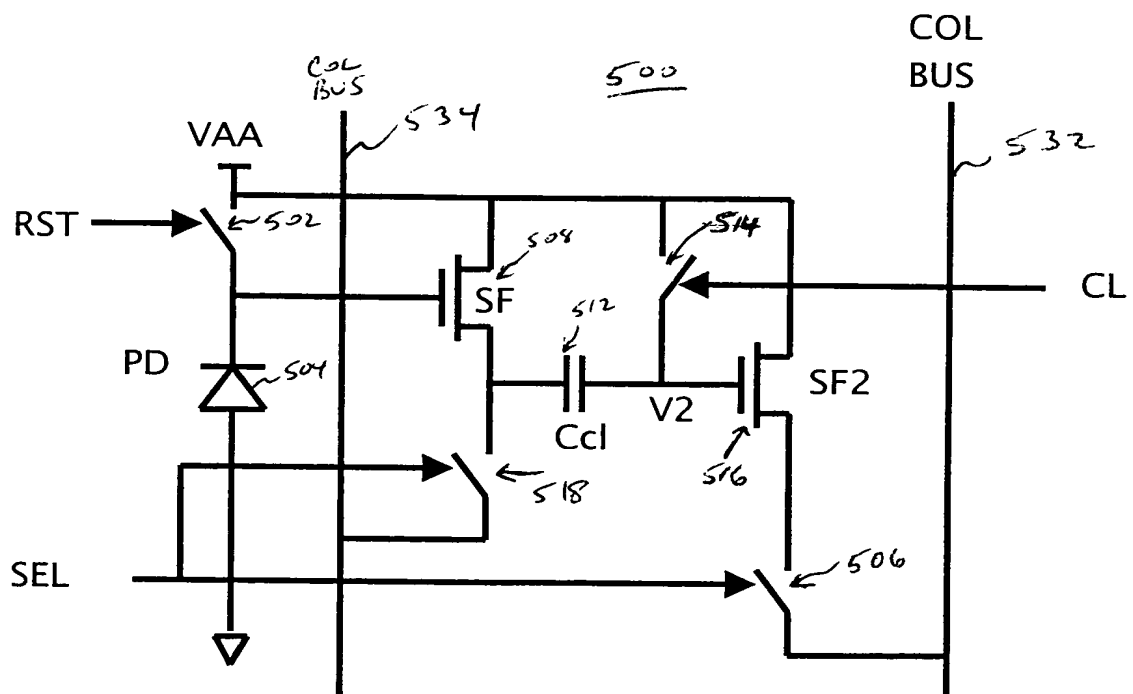 COL
BUS
500
COL
BUS
534
VAA
532
RST
502
508
514
SF
512
CL
PD
504
SF2
V2
Ccl
516
518
SEL
506